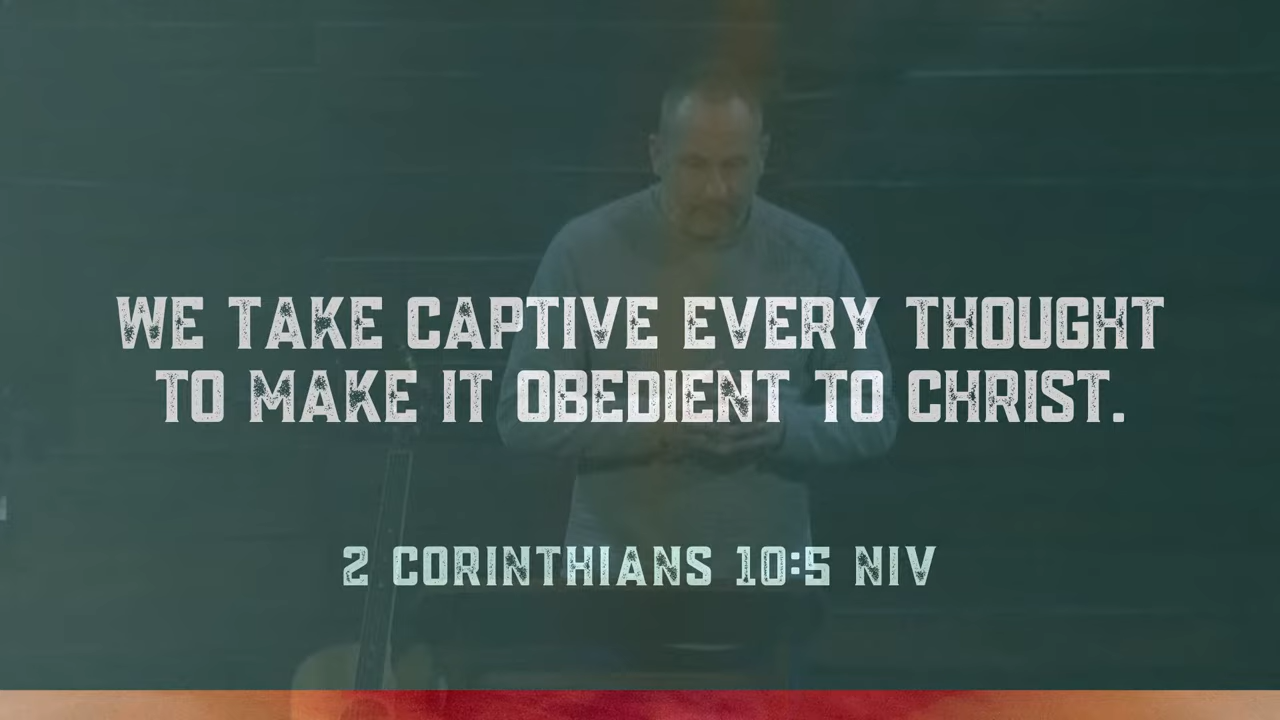 WE TAKE CAPTIVE EVERY THOUGHT
TO MAKE IT OBEDIENT TO CHRIST.
2 CORINTHIANS 10:5 NIV